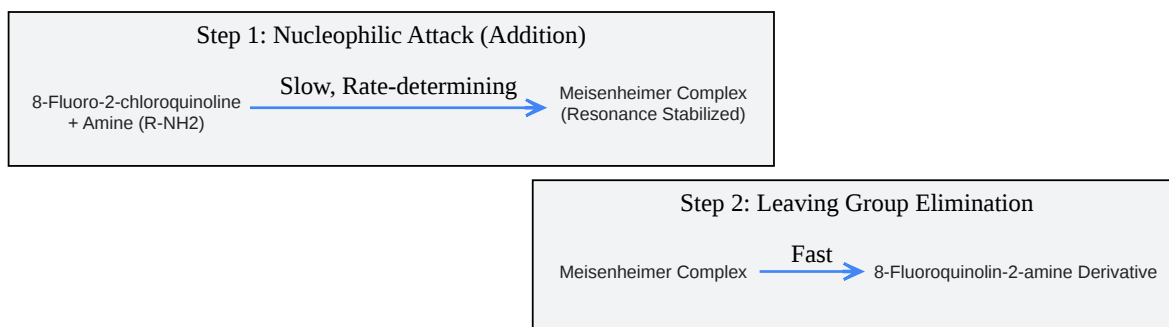 Step 1: Nucleophilic Attack (Addition)
8-Fluoro-2-chloroquinoline
+ Amine (R-NH2)
Slow, Rate-determining
Meisenheimer Complex
(Resonance Stabilized)
Step 2: Leaving Group Elimination
Meisenheimer Complex
Fast
8-Fluoroquinolin-2-amine Derivative